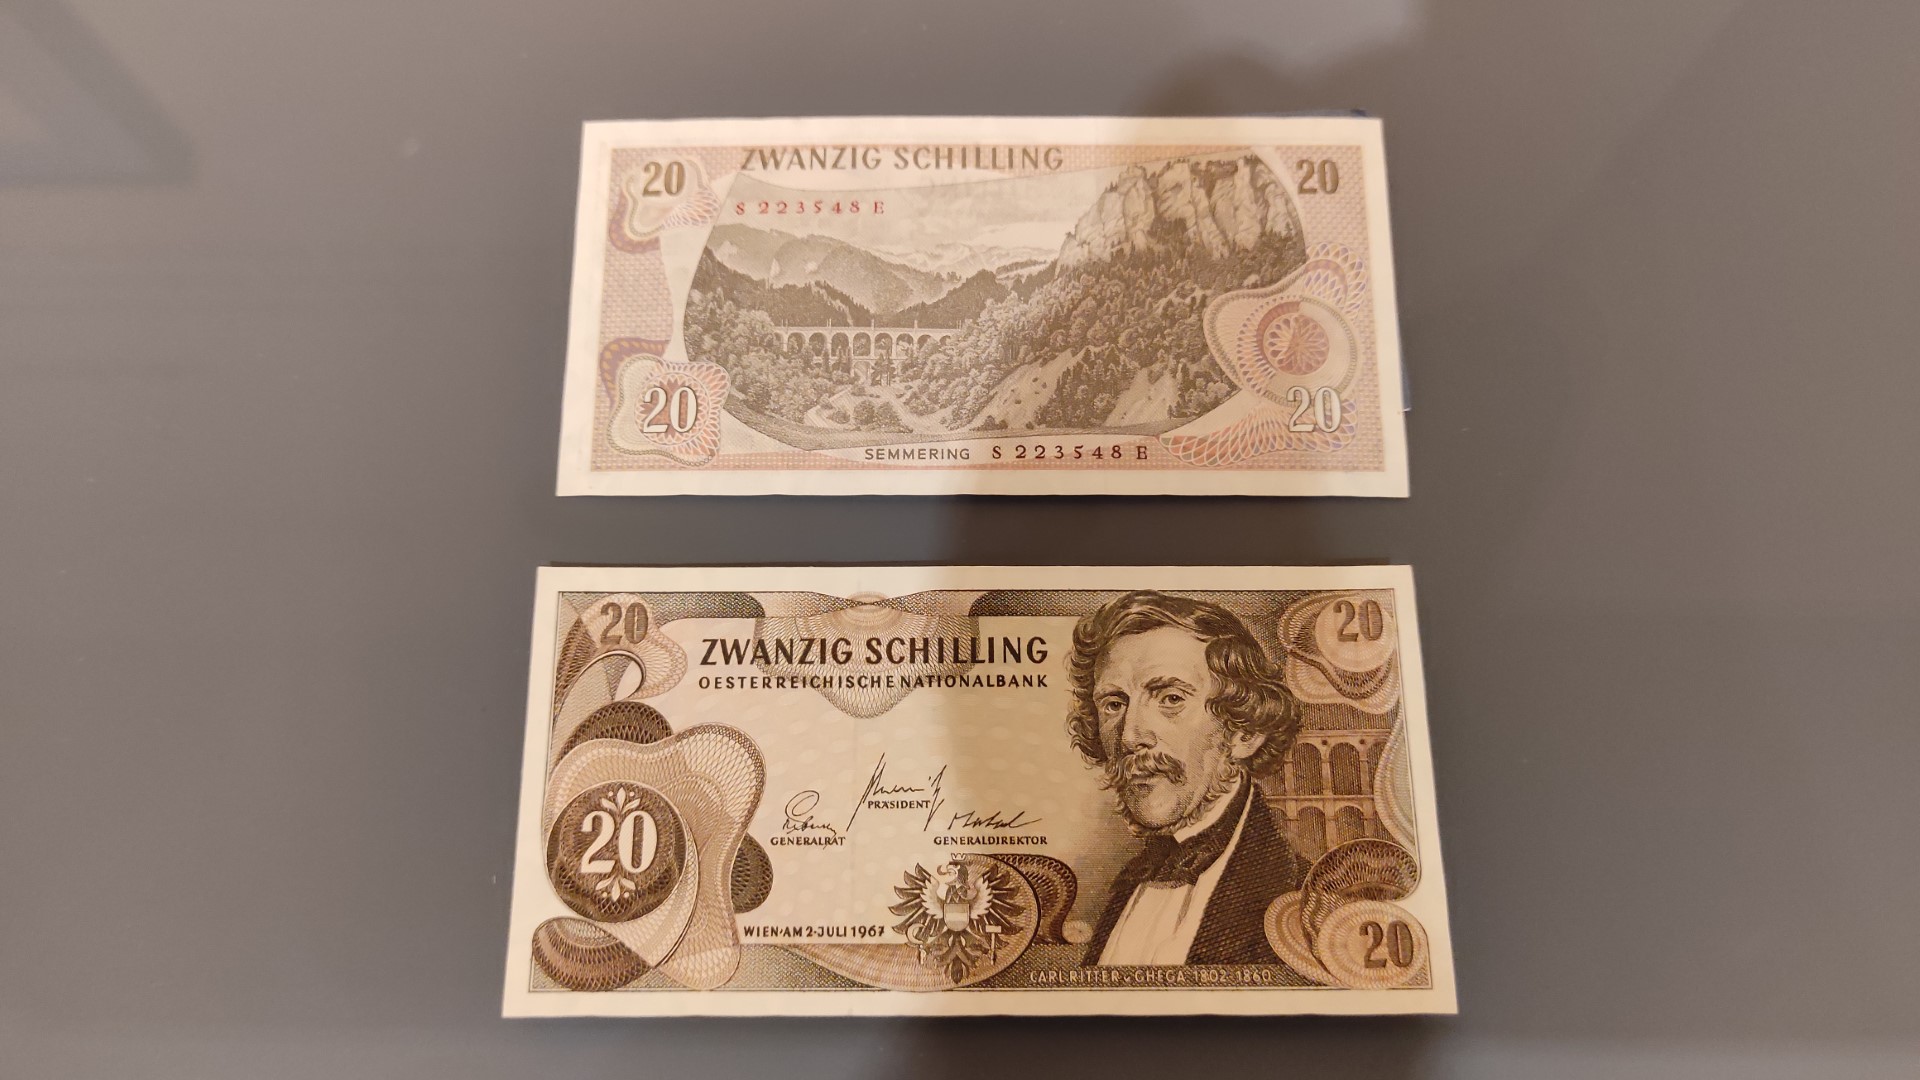 20 ZWANZIG SCHILLING 20
S 223548 E
20 20
SEMMERING S 223548 E
20 20
ZWANZIG SCHILLING
OESTERREICHISCHE NATIONALBANK
PRÄSIDENT
GENERALRAT GENERALDIREKTOR
20
WIEN·AM 2·JULI 1967
20
CARL RITTER v. GHEGA 1802-1860